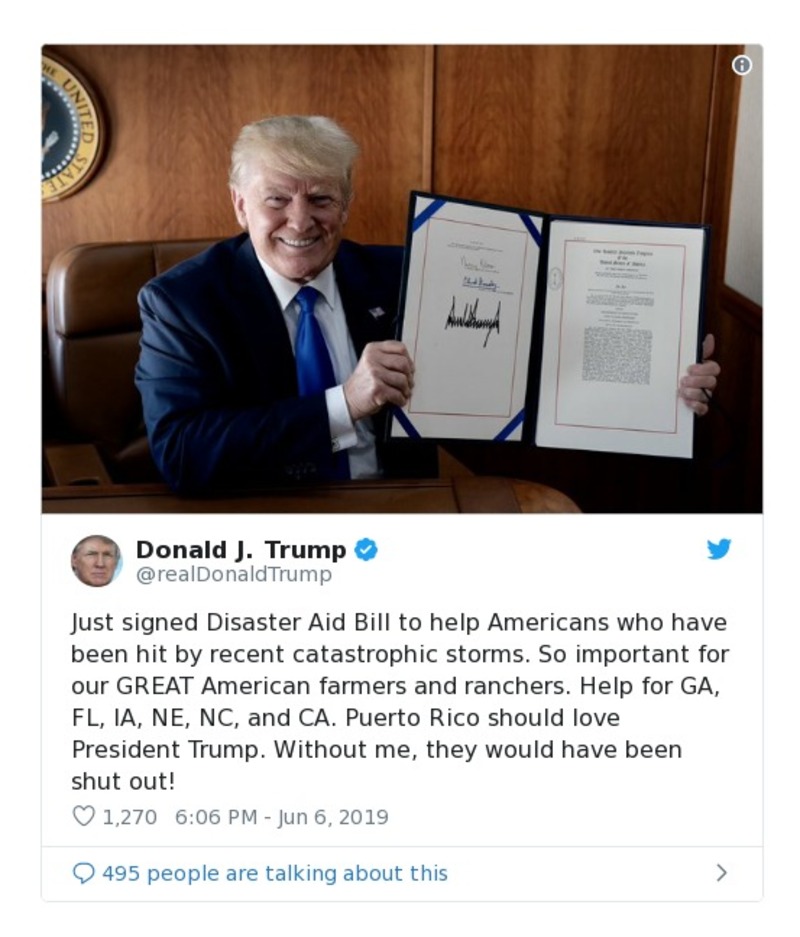 THE UNITED STATE
Donald J. Trump
@realDonaldTrump
Just signed Disaster Aid Bill to help Americans who have
been hit by recent catastrophic storms. So important for
our GREAT American farmers and ranchers. Help for GA,
FL, IA, NE, NC, and CA. Puerto Rico should love
President Trump. Without me, they would have been
shut out!
1,270 6:06 PM - Jun 6, 2019
495 people are talking about this